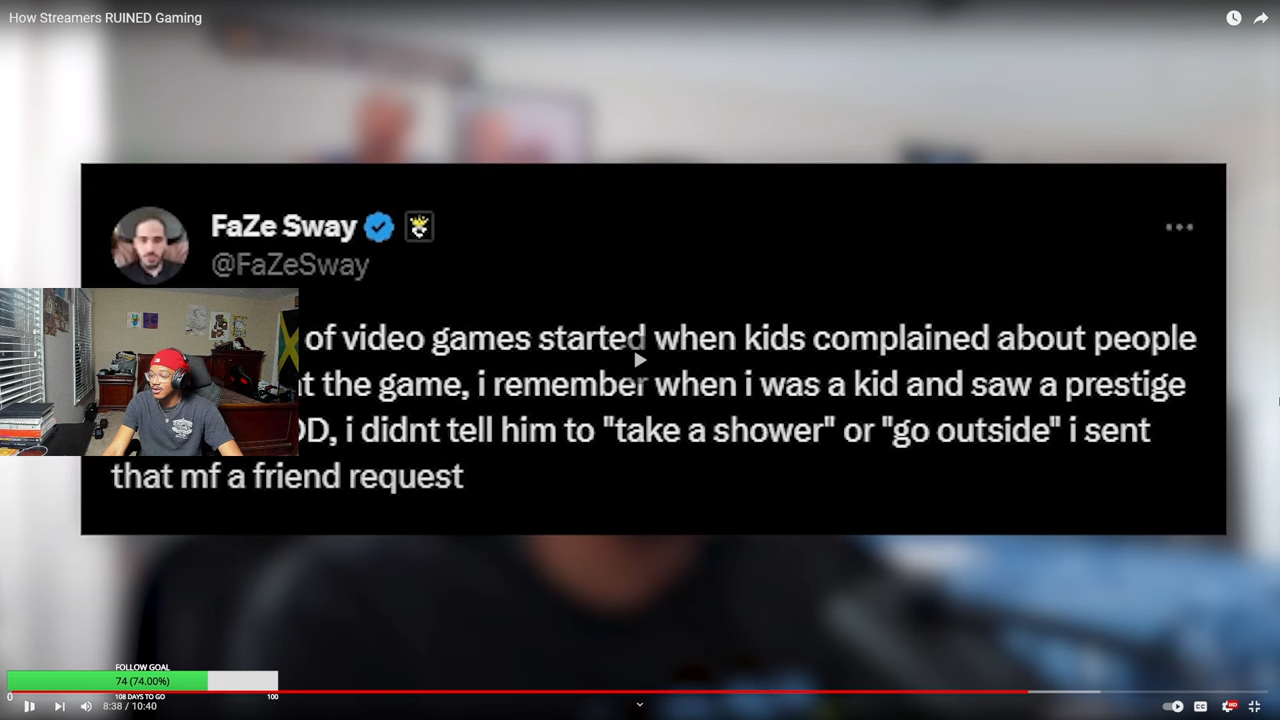 How Streamers RUINED Gaming
FaZe Sway
@FaZeSway
of video games started when kids complained about people
t the game, i remember when i was a kid and saw a prestige
OD, i didnt tell him to "take a shower" or "go outside" i sent
that mf a friend request
FOLLOW GOAL
74 (74.00%)
0
108 DAYS TO GO
100
8:38 / 10:40
CC
HD